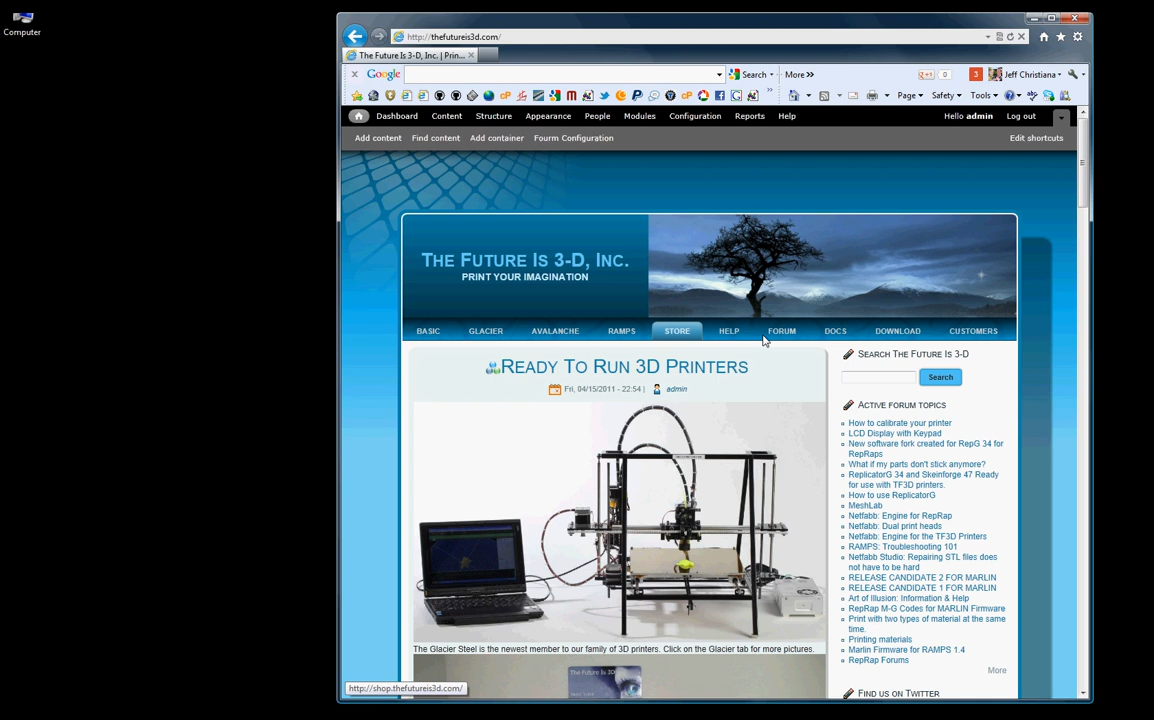 Computer
http://thefutureis3d.com/
The Future Is 3-D, Inc. | Prin...
Google
Search
More
0
3
Jeff Christiana
Page
Safety
Tools
Dashboard Content Structure Appearance People Modules Configuration Reports Help
Hello admin Log out
Add content Find content Add container Fourm Configuration
Edit shortcuts
THE FUTURE IS 3-D, INC.
PRINT YOUR IMAGINATION
BASIC GLACIER AVALANCHE RAMPS STORE HELP FORUM DOCS DOWNLOAD CUSTOMERS
READY TO RUN 3D PRINTERS
Fri, 04/15/2011 - 22:54 | admin
The Glacier Steel is the newest member to our family of 3D printers. Click on the Glacier tab for more pictures.
The Future Is 3D
SEARCH THE FUTURE IS 3-D
Search
ACTIVE FORUM TOPICS
How to calibrate your printer
LCD Display with Keypad
New software fork created for RepG 34 for
RepRaps
What if my parts don't stick anymore?
ReplicatorG 34 and Skeinforge 47 Ready
for use with TF3D printers.
How to use ReplicatorG
MeshLab
Netfabb: Engine for RepRap
Netfabb: Dual print heads
Netfabb: Engine for the TF3D Printers
RAMPS: Troubleshooting 101
Netfabb Studio: Repairing STL files does
not have to be hard
RELEASE CANDIDATE 2 FOR MARLIN
RELEASE CANDIDATE 1 FOR MARLIN
Art of Illusion: Information & Help
RepRap M-G Codes for MARLIN Firmware
Print with two types of material at the same
time.
Printing materials
Marlin Firmware for RAMPS 1.4
RepRap Forums
More
FIND US ON TWITTER
http://shop.thefutureis3d.com/